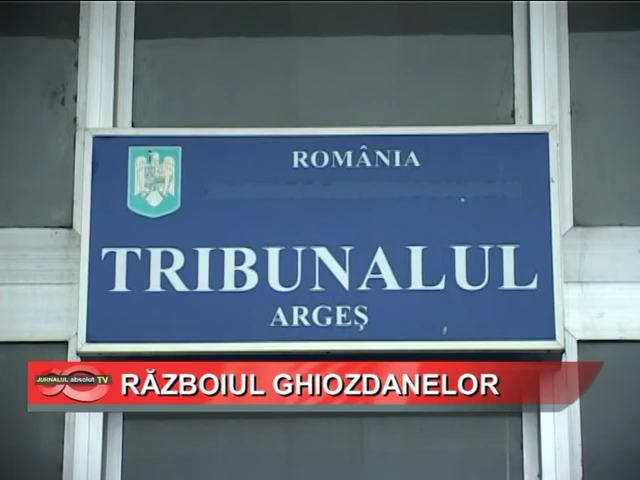 ROMÂNIA
TRIBUNALUL
ARGEŞ
JURNALUL absolut TV
RĂZBOIUL GHIOZDANELOR